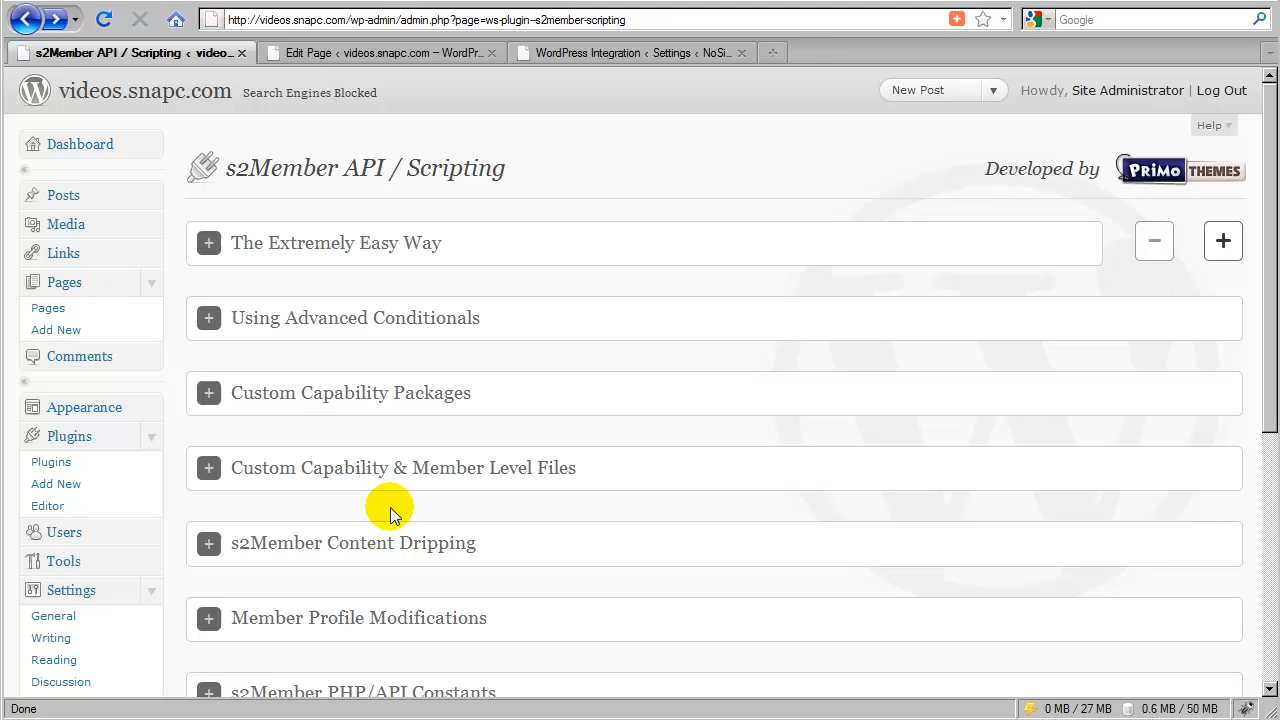 http://videos.snapc.com/wp-admin/admin.php?page=ws-plugin--s2member-scripting
Google
s2Member API / Scripting ‹ video...
Edit Page ‹ videos.snapc.com — WordPr...
WordPress Integration ‹ Settings ‹ NoSi...
videos.snapc.com Search Engines Blocked
New Post
Howdy, Site Administrator | Log Out
Help
Dashboard
Posts
Media
Links
Pages
Pages
Add New
Comments
Appearance
Plugins
Plugins
Add New
Editor
Users
Tools
Settings
General
Writing
Reading
Discussion
s2Member API / Scripting
Developed by PRiMo THEMES
The Extremely Easy Way
Using Advanced Conditionals
Custom Capability Packages
Custom Capability & Member Level Files
s2Member Content Dripping
Member Profile Modifications
s2Member PHP/API Constants
Done
0 MB / 27 MB
0.6 MB / 50 MB